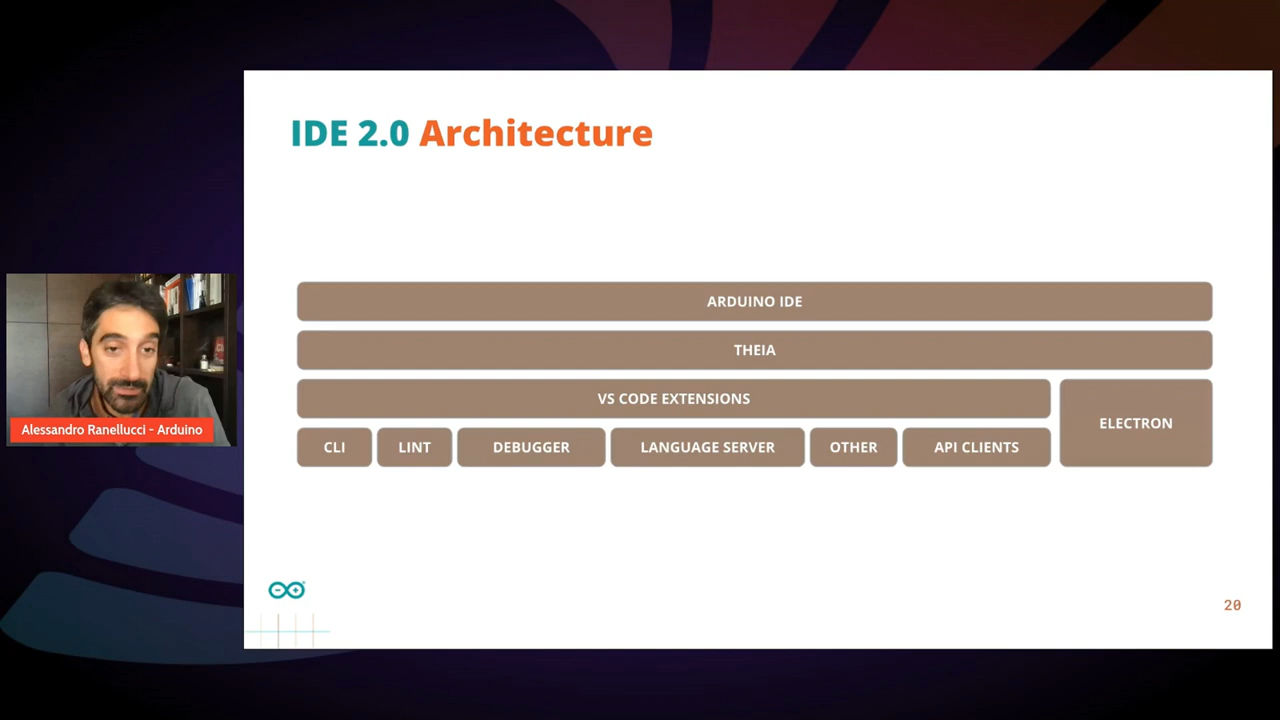 IDE 2.0 Architecture
ARDUINO IDE
THEIA
VS CODE EXTENSIONS
ELECTRON
CLI
LINT
DEBUGGER
LANGUAGE SERVER
OTHER
API CLIENTS
Alessandro Ranellucci - Arduino
20